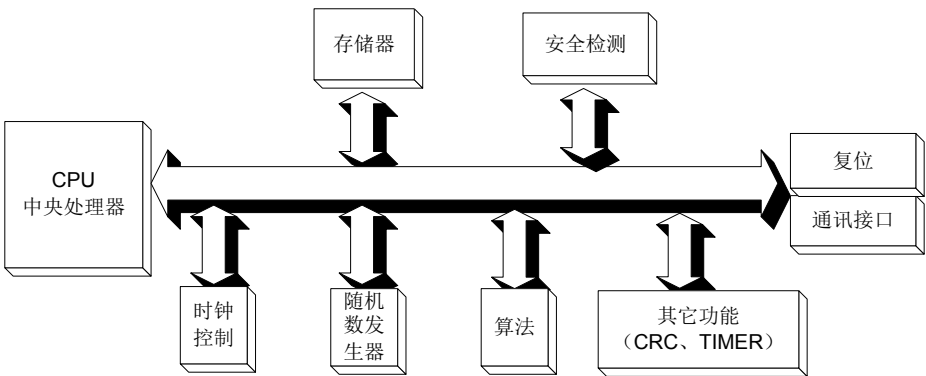 存储器
安全检测
CPU
中央处理器
复位
通讯接口
时钟
控制
随机
数发
生器
算法
其它功能
（CRC、TIMER）